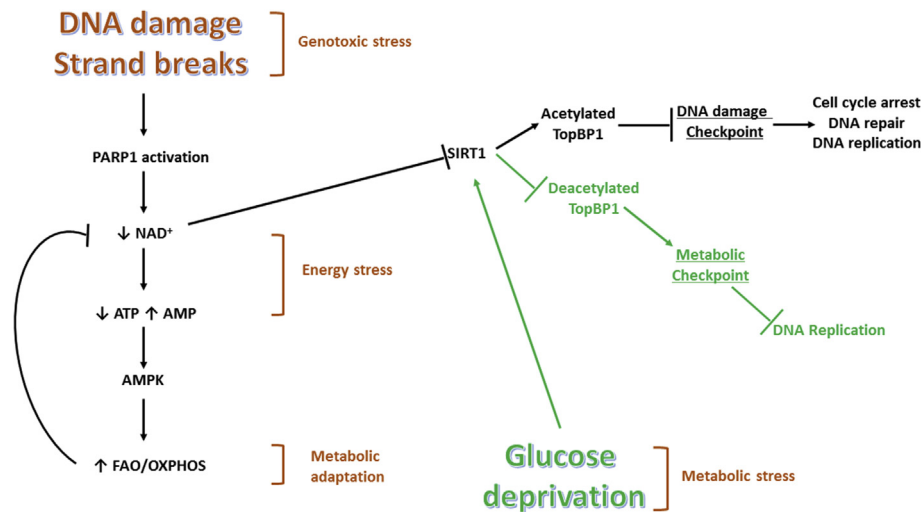 DNA damage
Strand breaks
Genotoxic stress
PARP1 activation
↓ NAD⁺
Energy stress
↓ ATP ↑ AMP
AMPK
↑ FAO/OXPHOS
Metabolic
adaptation
SIRT1
Acetylated
TopBP1
DNA damage
Checkpoint
Cell cycle arrest
DNA repair
DNA replication
Deacetylated
TopBP1
Metabolic
Checkpoint
DNA Replication
Glucose
deprivation
Metabolic stress